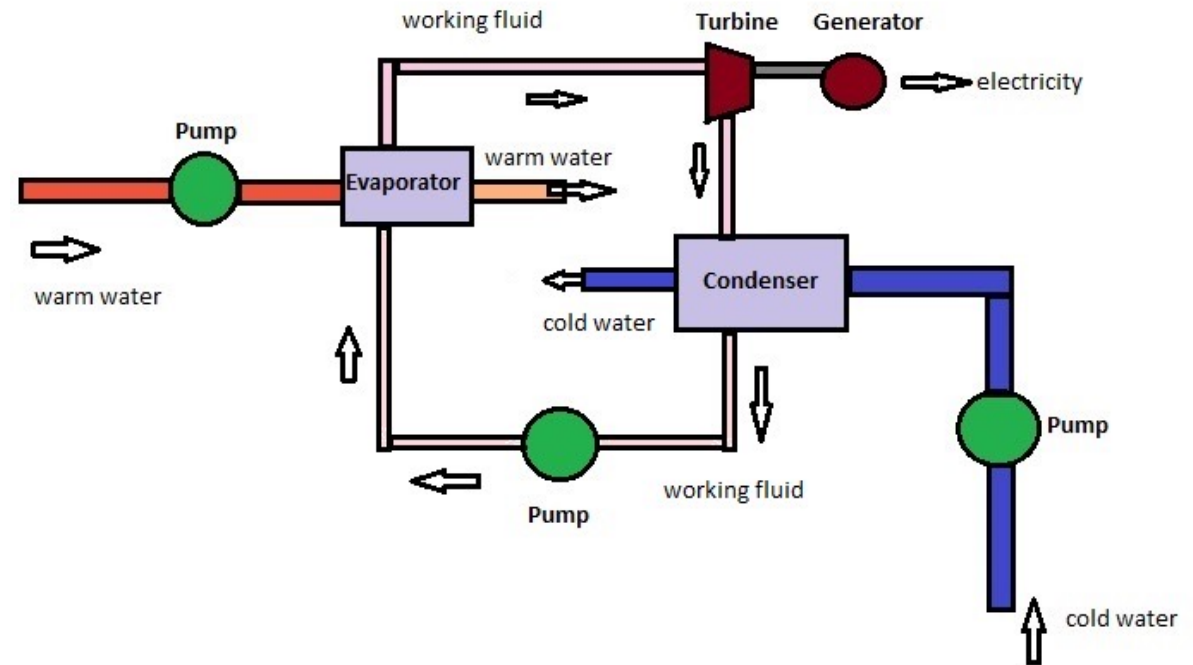 working fluid
Turbine
Generator
electricity
Pump
warm water
Evaporator
warm water
Condenser
cold water
Pump
working fluid
Pump
cold water